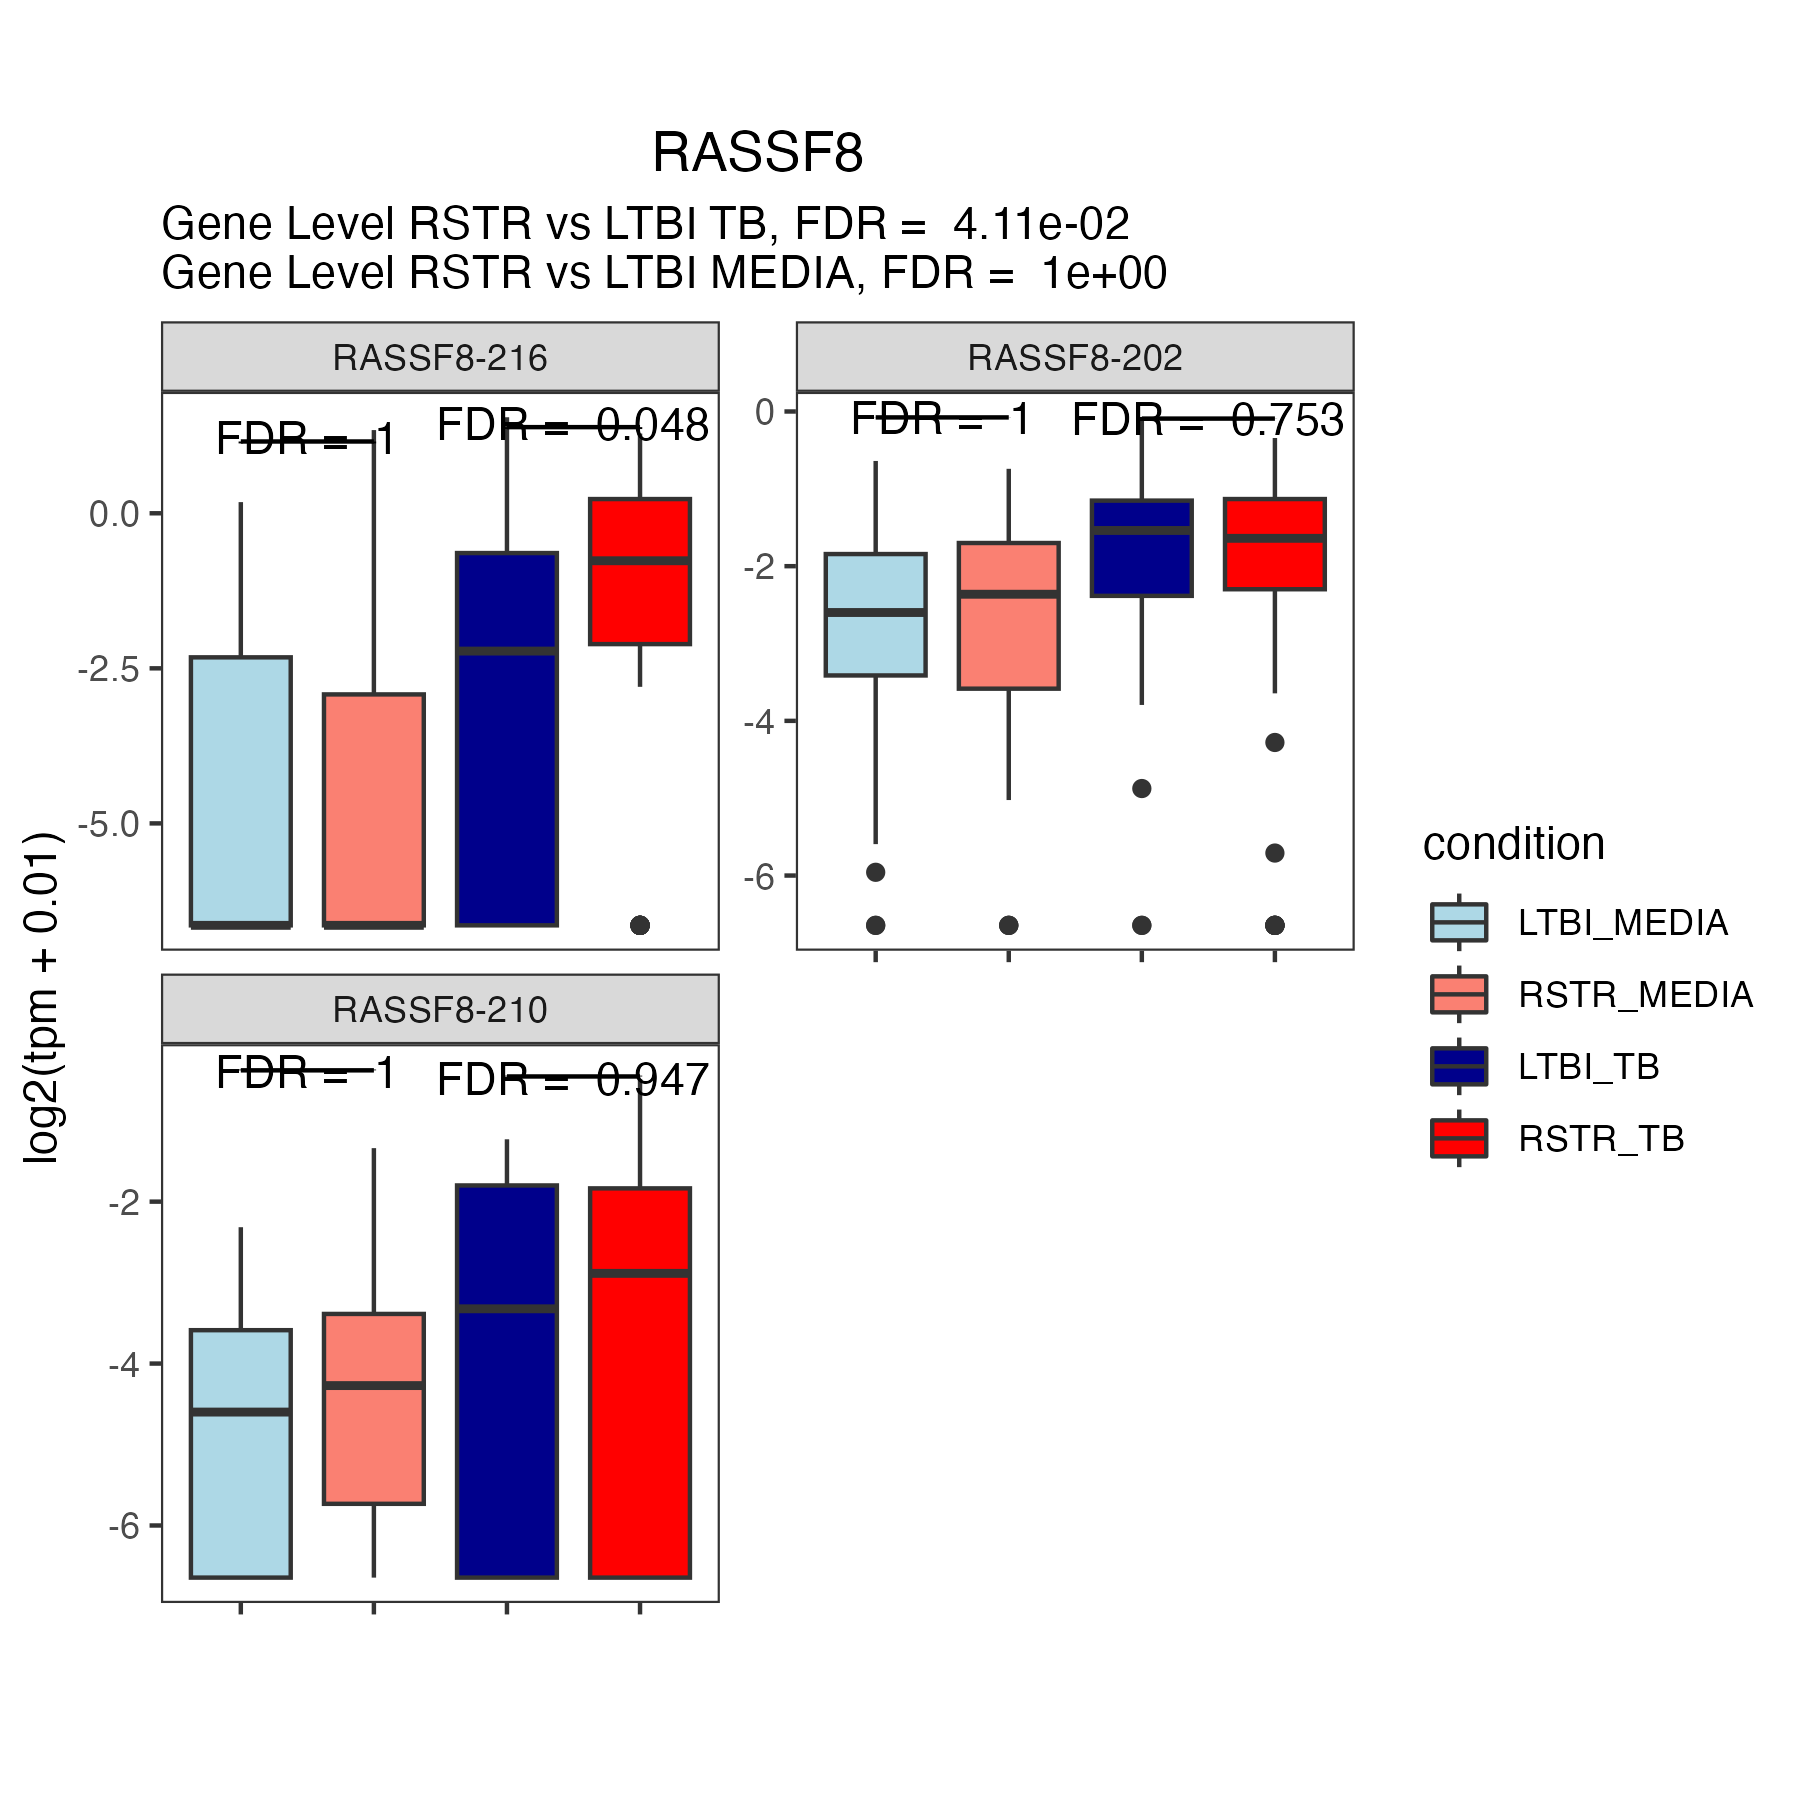 RASSF8
Gene Level RSTR vs LTBI TB, FDR =  4.11e-02
Gene Level RSTR vs LTBI MEDIA, FDR =  1e+00
RASSF8-216
FDR = 1
FDR = 0.048
0.0
-2.5
-5.0
RASSF8-202
FDR = 1
FDR = 0.753
0
-2
-4
-6
RASSF8-210
FDR = 1
FDR = 0.947
-2
-4
-6
log2(tpm + 0.01)
condition
LTBI_MEDIA
RSTR_MEDIA
LTBI_TB
RSTR_TB